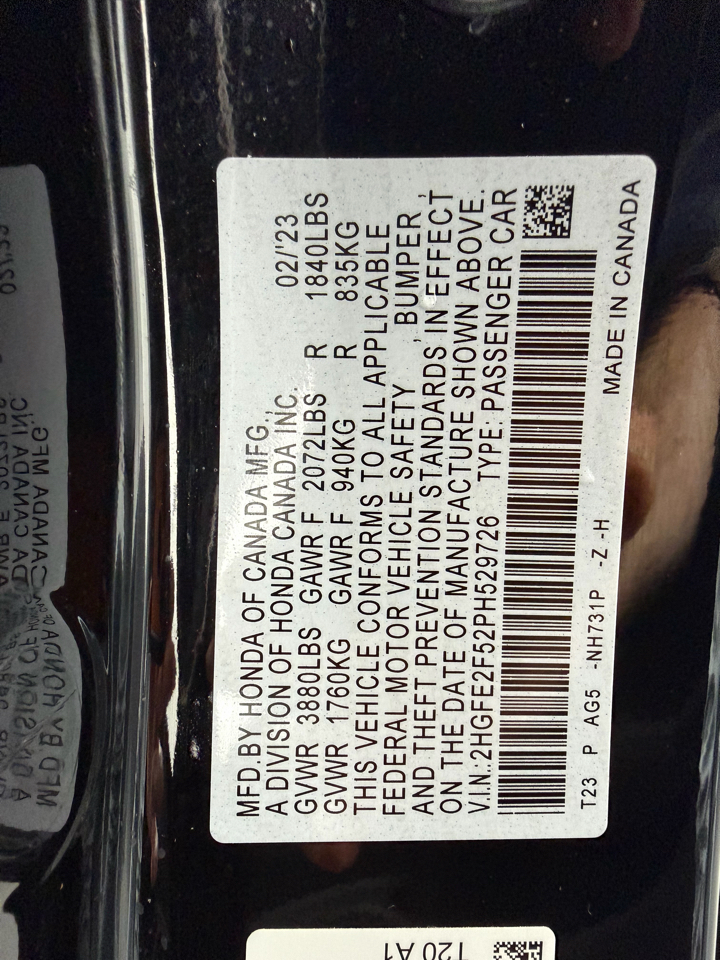 MFD.BY HONDA OF CANADA MFG.,
A DIVISION OF HONDA CANADA INC. 02/'23
GVWR 3880LBS GAWR F 2072LBS R 1840LBS
GVWR 1760KG GAWR F 940KG R 835KG
THIS VEHICLE CONFORMS TO ALL APPLICABLE
FEDERAL MOTOR VEHICLE SAFETY , BUMPER ,
AND THEFT PREVENTION STANDARDS IN EFFECT
ON THE DATE OF MANUFACTURE SHOWN ABOVE.
V.I.N.:2HGFE2F52PH529726 TYPE: PASSENGER CAR
T23 P AG5 -NH731P -Z -H MADE IN CANADA
T20 A1